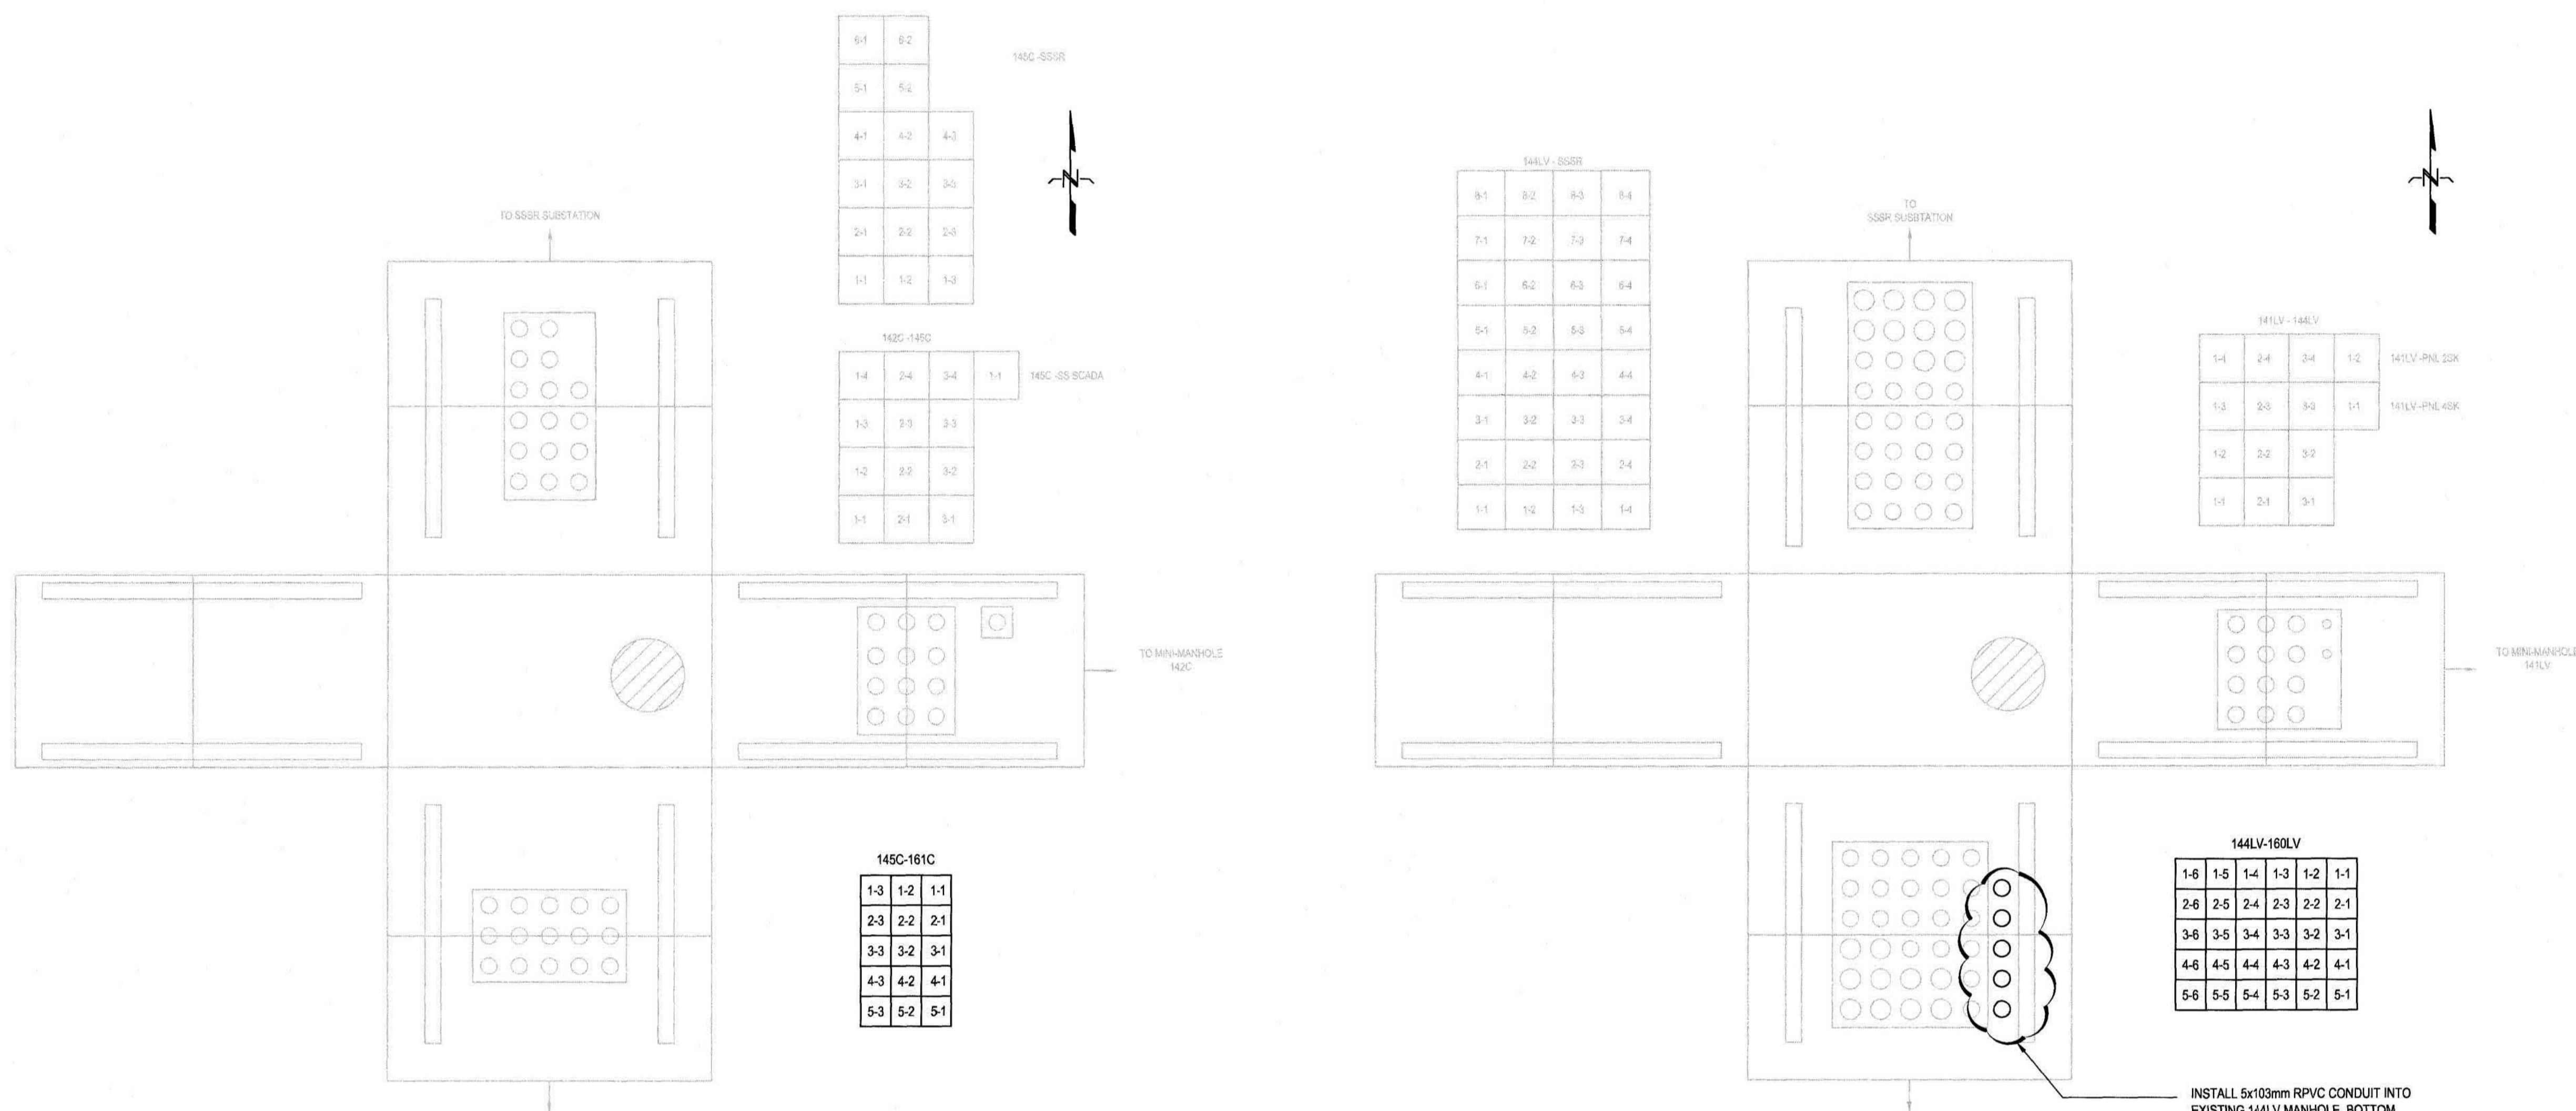 6-1 6-2
145C -SSSR
5-1 5-2
4-1 4-2 4-3
3-1 3-2 3-3
2-1 2-2 2-3
1-1 1-2 1-3
N
TO SSSR SUBSTATION
142C -145C
1-4 2-4 3-4 1-1 145C -SS SCADA
1-3 2-3 3-3
1-2 2-2 3-2
1-1 2-1 3-1
TO MINI-MANHOLE
142C
145C-161C
1-3 1-2 1-1
2-3 2-2 2-1
3-3 3-2 3-1
4-3 4-2 4-1
5-3 5-2 5-1
144LV - SSSR
8-1 8-2 8-3 8-4
7-1 7-2 7-3 7-4
6-1 6-2 6-3 6-4
5-1 5-2 5-3 5-4
4-1 4-2 4-3 4-4
3-1 3-2 3-3 3-4
2-1 2-2 2-3 2-4
1-1 1-2 1-3 1-4
TO
SSSR SUSBTATION
N
141LV - 144LV
1-4 2-4 3-4 1-2 141LV -PNL 2SK
1-3 2-3 3-3 1-1 141LV -PNL 4SK
1-2 2-2 3-2
1-1 2-1 3-1
TO MINI-MANHOLE
141LV
144LV-160LV
1-6 1-5 1-4 1-3 1-2 1-1
2-6 2-5 2-4 2-3 2-2 2-1
3-6 3-5 3-4 3-3 3-2 3-1
4-6 4-5 4-4 4-3 4-2 4-1
5-6 5-5 5-4 5-3 5-2 5-1
INSTALL 5x103mm RPVC CONDUIT INTO
EXISTING 144LV MANHOLE. BOTTOM